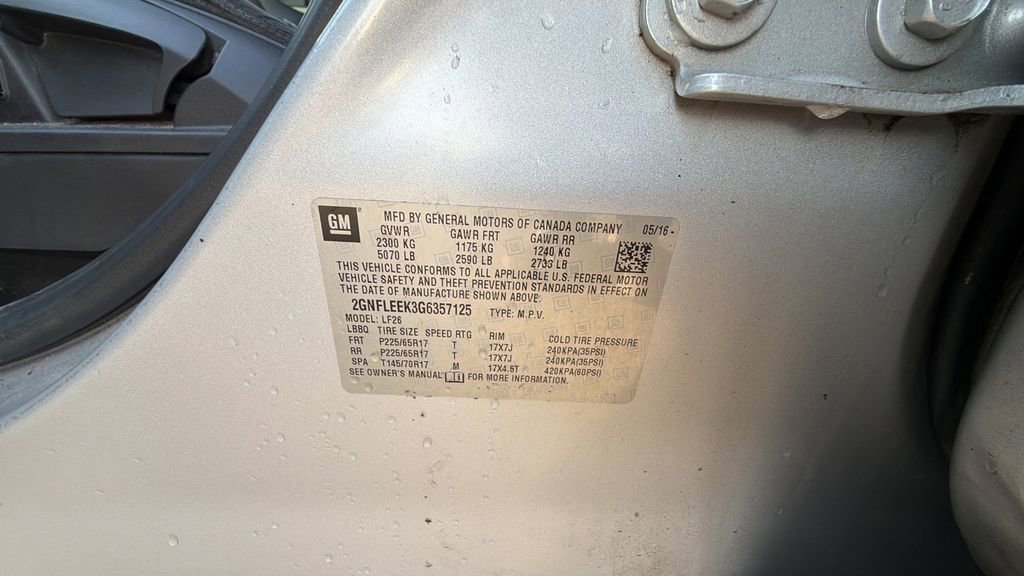 GM
MFD BY GENERAL MOTORS OF CANADA COMPANY 05/16
GVWR GAWR FRT GAWR RR
2300 KG 1175 KG 1240 KG
5070 LB 2590 LB 2733 LB
THIS VEHICLE CONFORMS TO ALL APPLICABLE U.S. FEDERAL MOTOR
VEHICLE SAFETY AND THEFT PREVENTION STANDARDS IN EFFECT ON
THE DATE OF MANUFACTURE SHOWN ABOVE.
2GNFLEEK3G6357125 TYPE: M.P.V.
MODEL: LF26
LBBQ TIRE SIZE SPEED RTG RIM COLD TIRE PRESSURE
FRT P225/65R17 T 17X7J 240KPA(35PSI)
RR P225/65R17 T 17X7J 240KPA(35PSI)
SPA T145/70R17 M 17X4.5T 420KPA(60PSI)
SEE OWNER'S MANUAL FOR MORE INFORMATION.